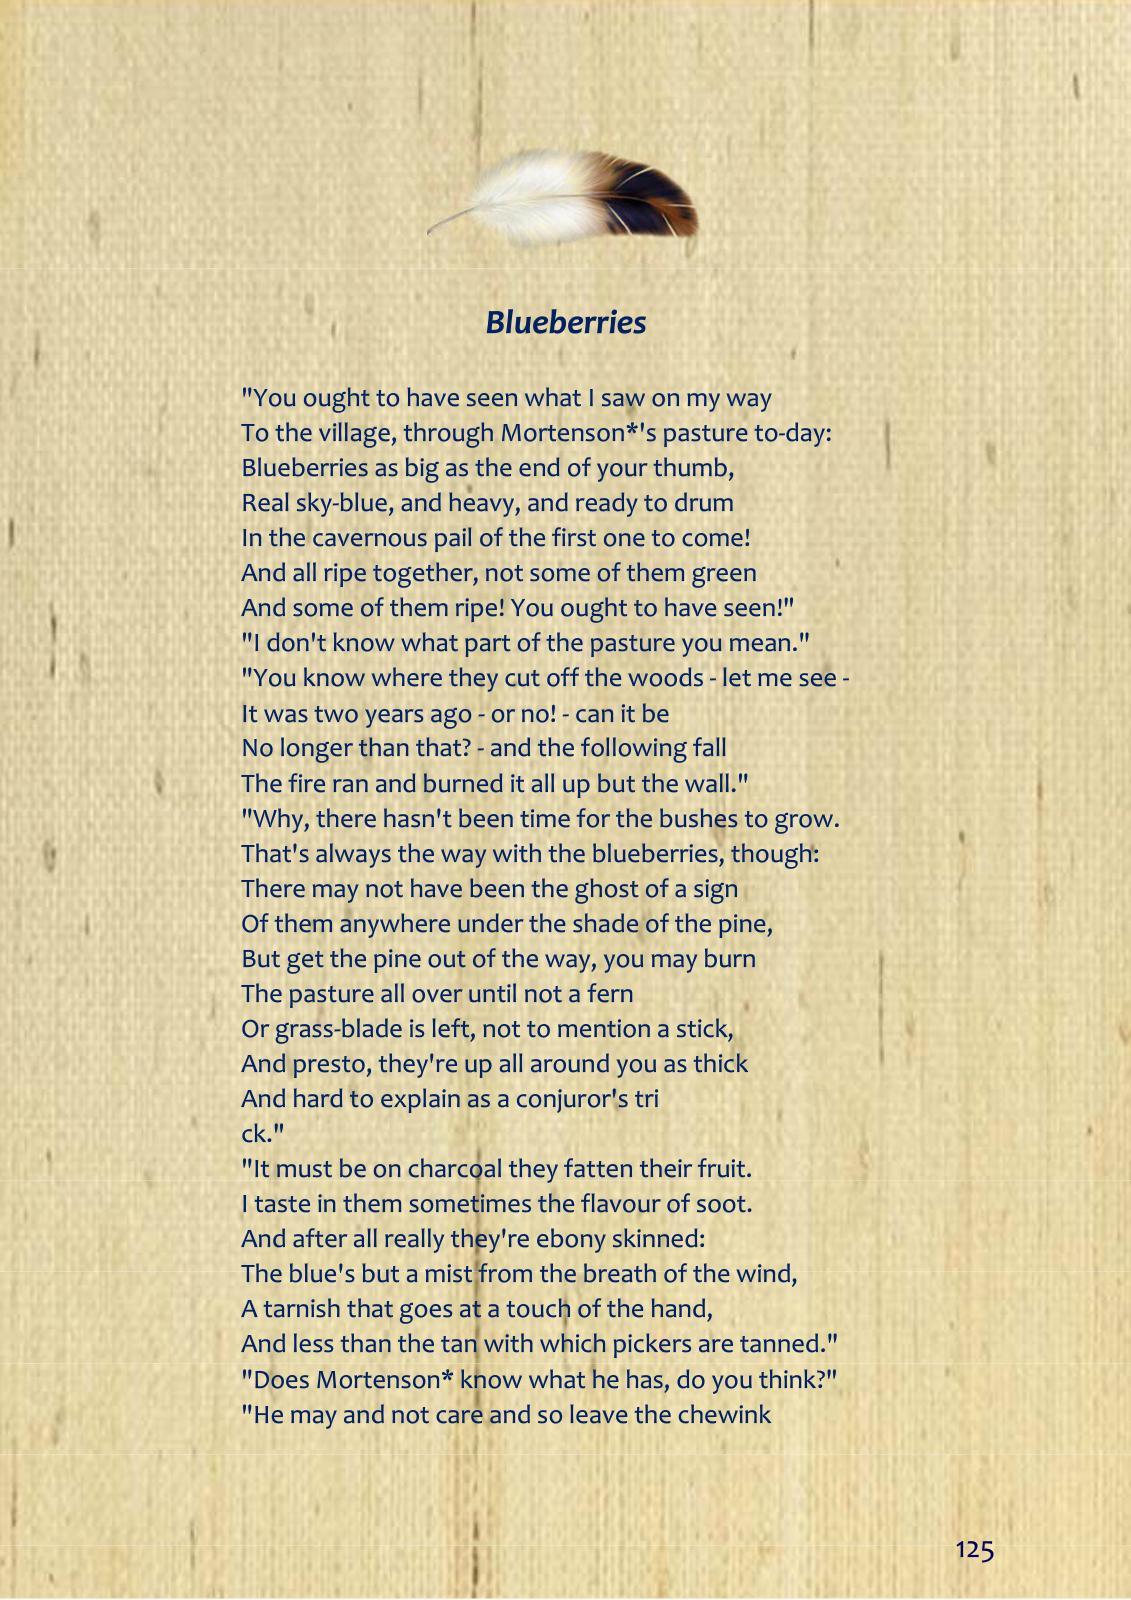 Blueberries
"You ought to have seen what I saw on my way
To the village, through Mortenson*'s pasture to-day:
Blueberries as big as the end of your thumb,
Real sky-blue, and heavy, and ready to drum
In the cavernous pail of the first one to come!
And all ripe together, not some of them green
And some of them ripe! You ought to have seen!"
"I don't know what part of the pasture you mean."
"You know where they cut off the woods - let me see -
It was two years ago - or no! - can it be
No longer than that? - and the following fall
The fire ran and burned it all up but the wall."
"Why, there hasn't been time for the bushes to grow.
That's always the way with the blueberries, though:
There may not have been the ghost of a sign
Of them anywhere under the shade of the pine,
But get the pine out of the way, you may burn
The pasture all over until not a fern
Or grass-blade is left, not to mention a stick,
And presto, they're up all around you as thick
And hard to explain as a conjuror's tri
ck."
"It must be on charcoal they fatten their fruit.
I taste in them sometimes the flavour of soot.
And after all really they're ebony skinned:
The blue's but a mist from the breath of the wind,
A tarnish that goes at a touch of the hand,
And less than the tan with which pickers are tanned."
"Does Mortenson* know what he has, do you think?"
"He may and not care and so leave the chewink
125